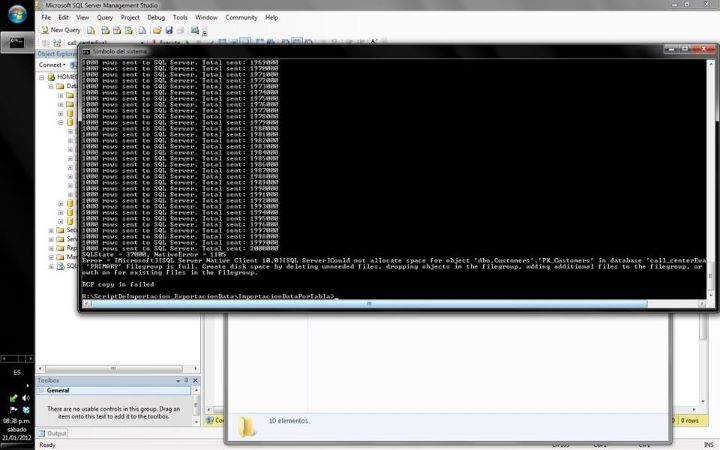 Microsoft SQL Server Management Studio
File Edit View Query Project Debug Tools Window Community Help
New Query
Object Explorer
Connect
Símbolo del sistema
1000 rows sent to SQL Server. Total sent: 1969000
1000 rows sent to SQL Server. Total sent: 1970000
1000 rows sent to SQL Server. Total sent: 1971000
1000 rows sent to SQL Server. Total sent: 1972000
1000 rows sent to SQL Server. Total sent: 1973000
1000 rows sent to SQL Server. Total sent: 1974000
1000 rows sent to SQL Server. Total sent: 1975000
1000 rows sent to SQL Server. Total sent: 1976000
1000 rows sent to SQL Server. Total sent: 1977000
1000 rows sent to SQL Server. Total sent: 1978000
1000 rows sent to SQL Server. Total sent: 1979000
1000 rows sent to SQL Server. Total sent: 1980000
1000 rows sent to SQL Server. Total sent: 1981000
1000 rows sent to SQL Server. Total sent: 1982000
1000 rows sent to SQL Server. Total sent: 1983000
1000 rows sent to SQL Server. Total sent: 1984000
1000 rows sent to SQL Server. Total sent: 1985000
1000 rows sent to SQL Server. Total sent: 1986000
1000 rows sent to SQL Server. Total sent: 1987000
1000 rows sent to SQL Server. Total sent: 1988000
1000 rows sent to SQL Server. Total sent: 1989000
1000 rows sent to SQL Server. Total sent: 1990000
1000 rows sent to SQL Server. Total sent: 1991000
1000 rows sent to SQL Server. Total sent: 1992000
1000 rows sent to SQL Server. Total sent: 1993000
1000 rows sent to SQL Server. Total sent: 1994000
1000 rows sent to SQL Server. Total sent: 1995000
1000 rows sent to SQL Server. Total sent: 1996000
1000 rows sent to SQL Server. Total sent: 1997000
1000 rows sent to SQL Server. Total sent: 1998000
1000 rows sent to SQL Server. Total sent: 1999000
1000 rows sent to SQL Server. Total sent: 2000000
SQLState = 37000, NativeError = 1105
Error = [Microsoft][SQL Server Native Client 10.0][SQL Server]Could not allocate space for object 'dbo.Customers'.'PK_Customers' in database 'call_centerEva
'PRIMARY' filegroup is full. Create disk space by deleting unneeded files, dropping objects in the filegroup, adding additional files to the filegroup, or
owth on for existing files in the filegroup.
BCP copy in failed
H:\ScriptDeImportacion_ExportacionData\ImportacionDataPorTabla>_
Toolbox
General
There are no usable controls in this group. Drag an
item onto this text to add it to the toolbox.
Output
Ready
10 elementos
0 rows
INS
ES
08:38 p.m.
sábado
21/01/2012